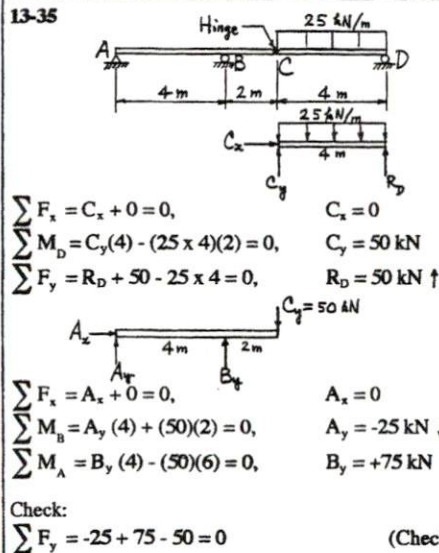 13-35
Hinge
25 kN/m
A
B
C
D
4 m
2 m
4 m
25 kN/m
Cx
4 m
Cy
RD
∑ Fx = Cx + 0 = 0, Cx = 0
∑ MD = Cy(4) - (25 x 4)(2) = 0, Cy = 50 kN
∑ Fy = RD + 50 - 25 x 4 = 0, RD = 50 kN ↑
Cy = 50 kN
Ax
4 m
2 m
Ay
By
∑ Fx = Ax + 0 = 0, Ax = 0
∑ MB = Ay (4) + (50)(2) = 0, Ay = -25 kN
∑ MA = By (4) - (50)(6) = 0, By = +75 kN
Check:
∑ Fy = -25 + 75 - 50 = 0 (Chec